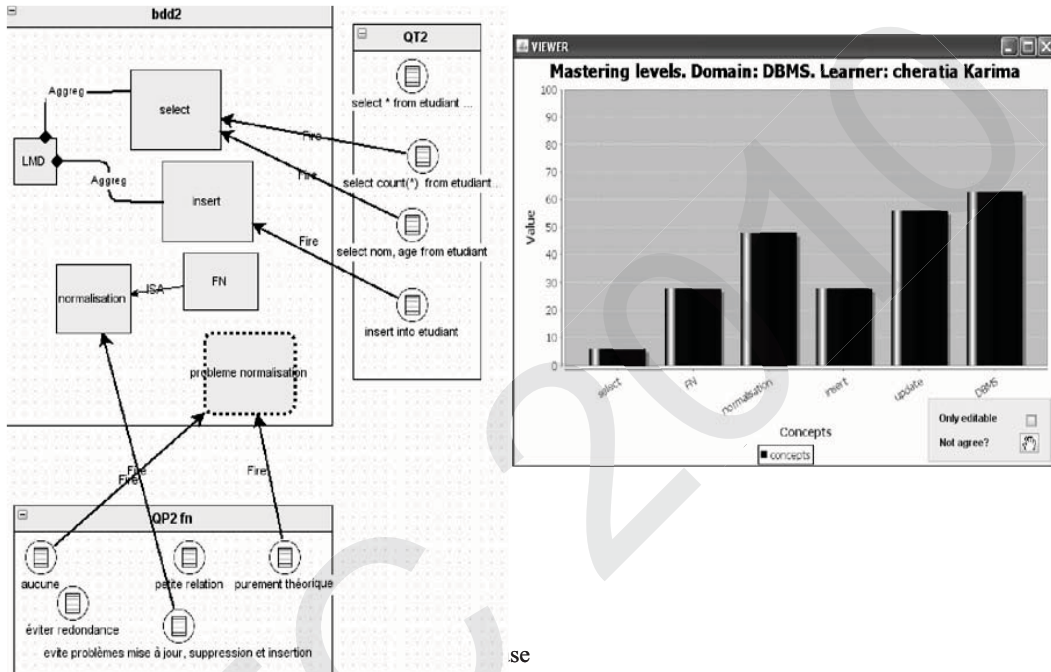 bdd2
select
Aggreg
LMD
Aggreg
insert
normalisation
ISA
FN
probleme normalisation
QT2
select * from etudiant ...
Fire
select count(*) from etudiant...
Fire
select nom, age from etudiant
Fire
insert into etudiant
Fire
Fire
Fire
QP2 fn
aucune
petite relation
purement théorique
éviter redondance
evite problèmes mise à jour, suppression et insertion
VIEWER
Mastering levels. Domain: DBMS. Learner: cheratia Karima
Value
100
90
80
70
60
50
40
30
20
10
0
select
FN
normalisation
insert
update
DBMS
Concepts
concepts
Only editable
Not agree?
se
C 2010